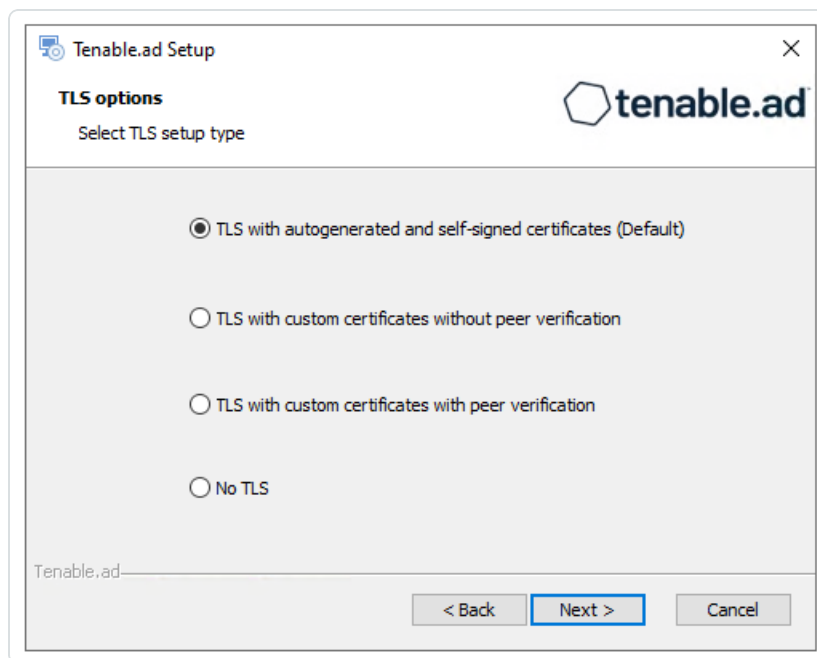 Tenable.ad Setup
TLS options
tenable.ad
Select TLS setup type
TLS with autogenerated and self-signed certificates (Default)
TLS with custom certificates without peer verification
TLS with custom certificates with peer verification
No TLS
Tenable.ad
< Back
Next >
Cancel